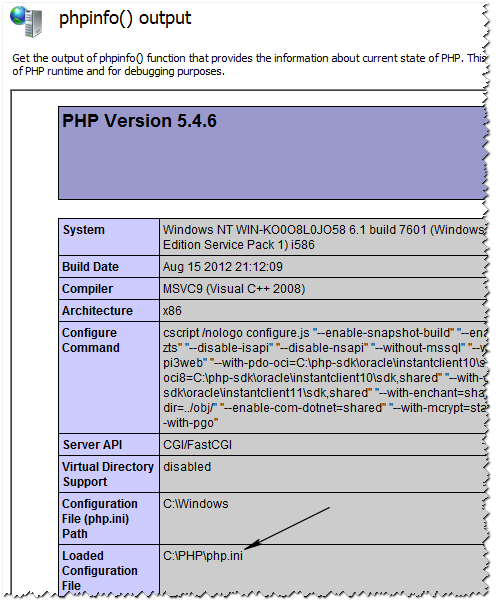 phpinfo() output
Get the output of phpinfo() function that provides the information about current state of PHP. This
of PHP runtime and for debugging purposes.
PHP Version 5.4.6
System
Windows NT WIN-KO0O8L0JO58 6.1 build 7601 (Windows
Edition Service Pack 1) i586
Build Date
Aug 15 2012 21:12:09
Compiler
MSVC9 (Visual C++ 2008)
Architecture
x86
Configure
Command
cscript /nologo configure.js "--enable-snapshot-build" "--ena
zts" "--disable-isapi" "--disable-nsapi" "--without-mssql" "--w
pi3web" "--with-pdo-oci=C:\php-sdk\oracle\instantclient10\s
oci8=C:\php-sdk\oracle\instantclient10\sdk,shared" "--with-o
sdk\oracle\instantclient11\sdk,shared" "--with-enchant=sha
dir=../obj/" "--enable-com-dotnet=shared" "--with-mcrypt=sta
-with-pgo"
Server API
CGI/FastCGI
Virtual Directory
Support
disabled
Configuration
File (php.ini)
Path
C:\Windows
Loaded
Configuration
File
C:\PHP\php.ini